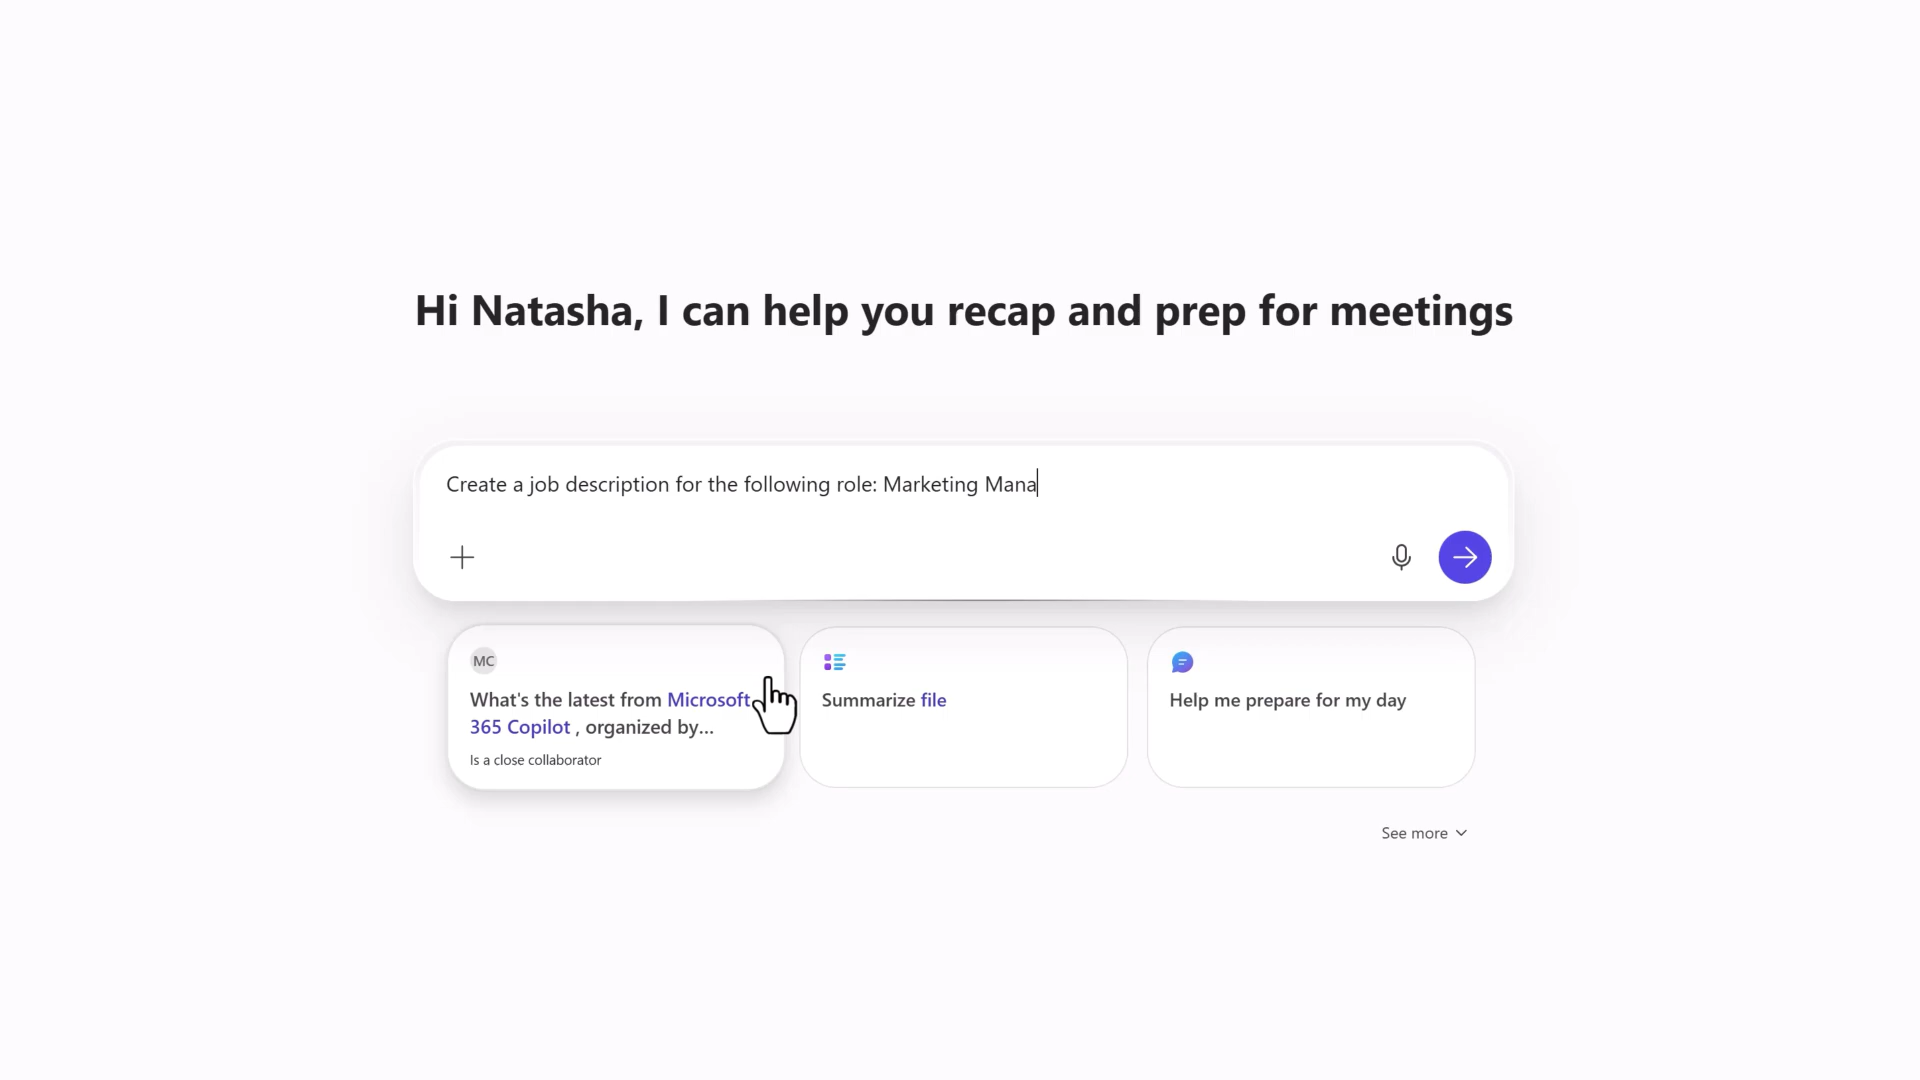 Hi Natasha, I can help you recap and prep for meetings
Create a job description for the following role: Marketing Mana
MC
What's the latest from Microsoft
365 Copilot , organized by...
Is a close collaborator
Summarize file
Help me prepare for my day
See more